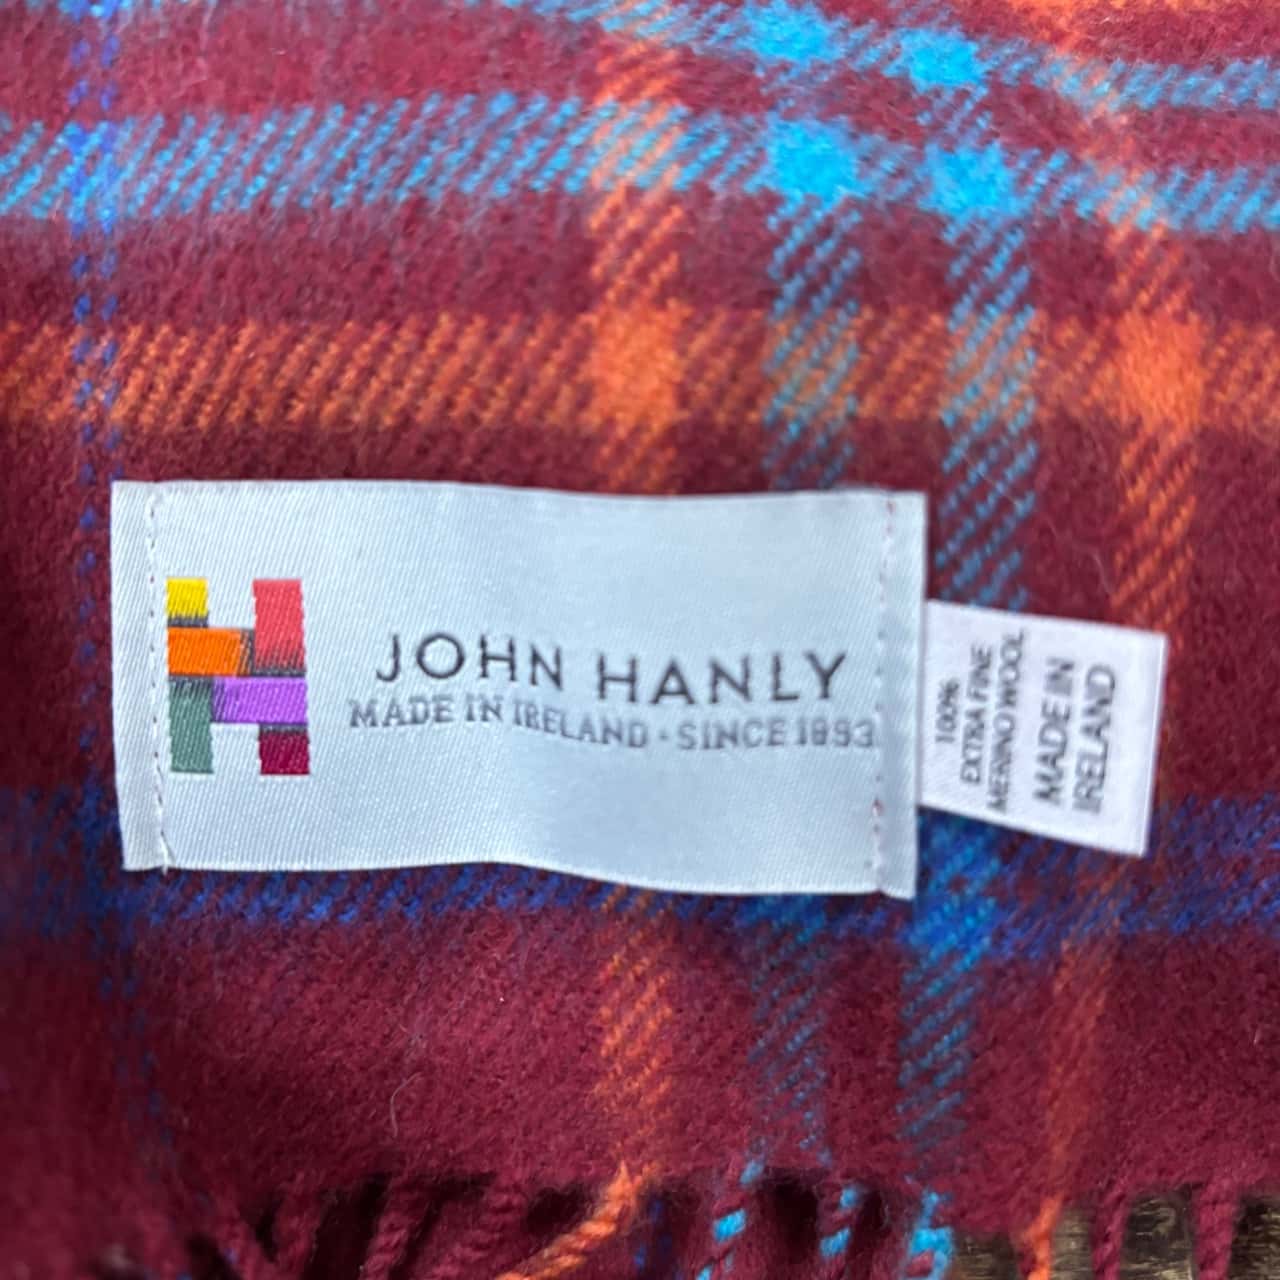 JOHN HANLY
MADE IN IRELAND · SINCE 1893
100%
EXTRA FINE
MERINO WOOL
MADE IN
IRELAND